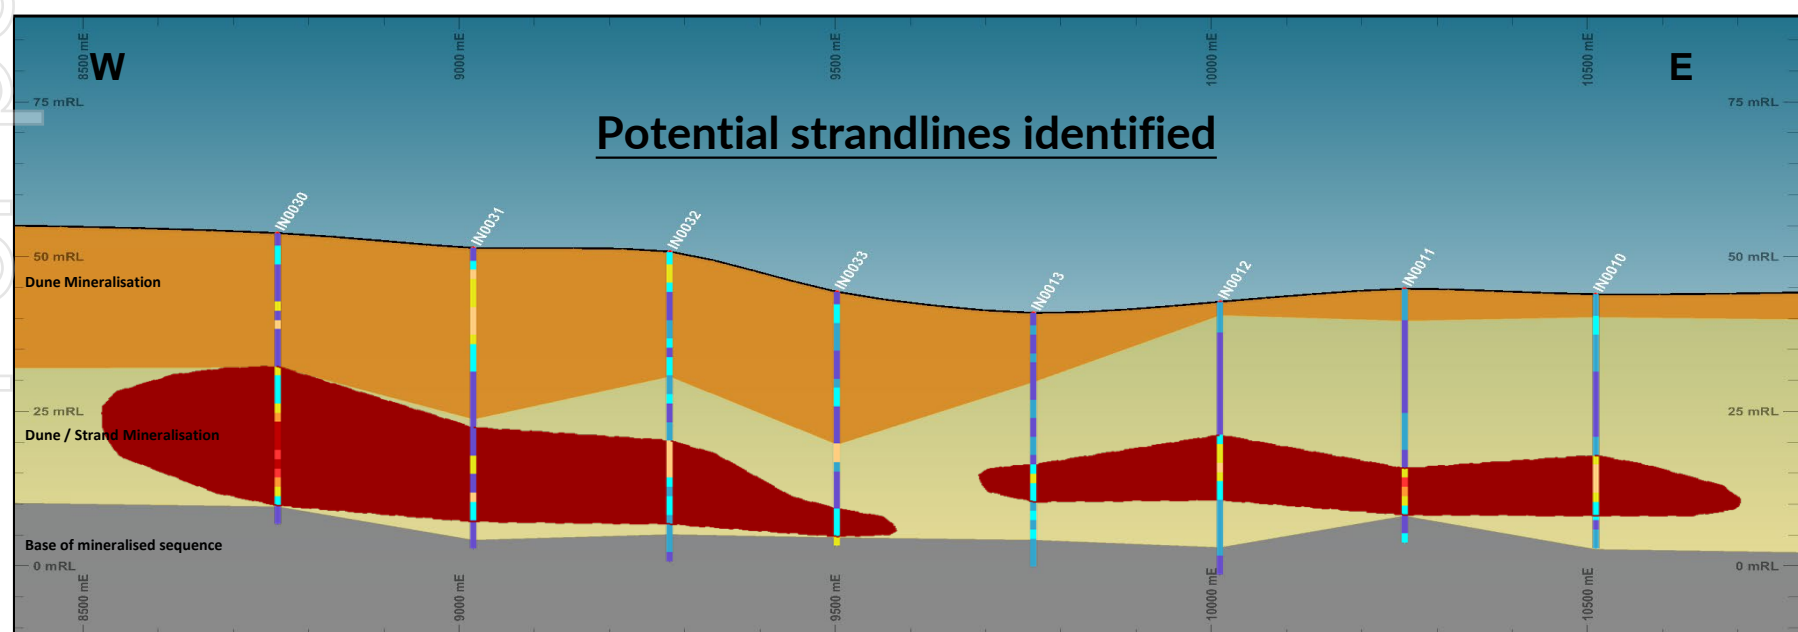 8500 mE 9000 mE 9500 mE 10000 mE 10500 mE
W E
75 mRL 75 mRL
Potential strandlines identified
IN0030 IN0031 IN0032 IN0033 IN0013 IN0012 IN0011 IN0010
50 mRL 50 mRL
Dune Mineralisation
25 mRL 25 mRL
Dune / Strand Mineralisation
Base of mineralised sequence
0 mRL 0 mRL
8500 mE 9000 mE 9500 mE 10000 mE 10500 mE